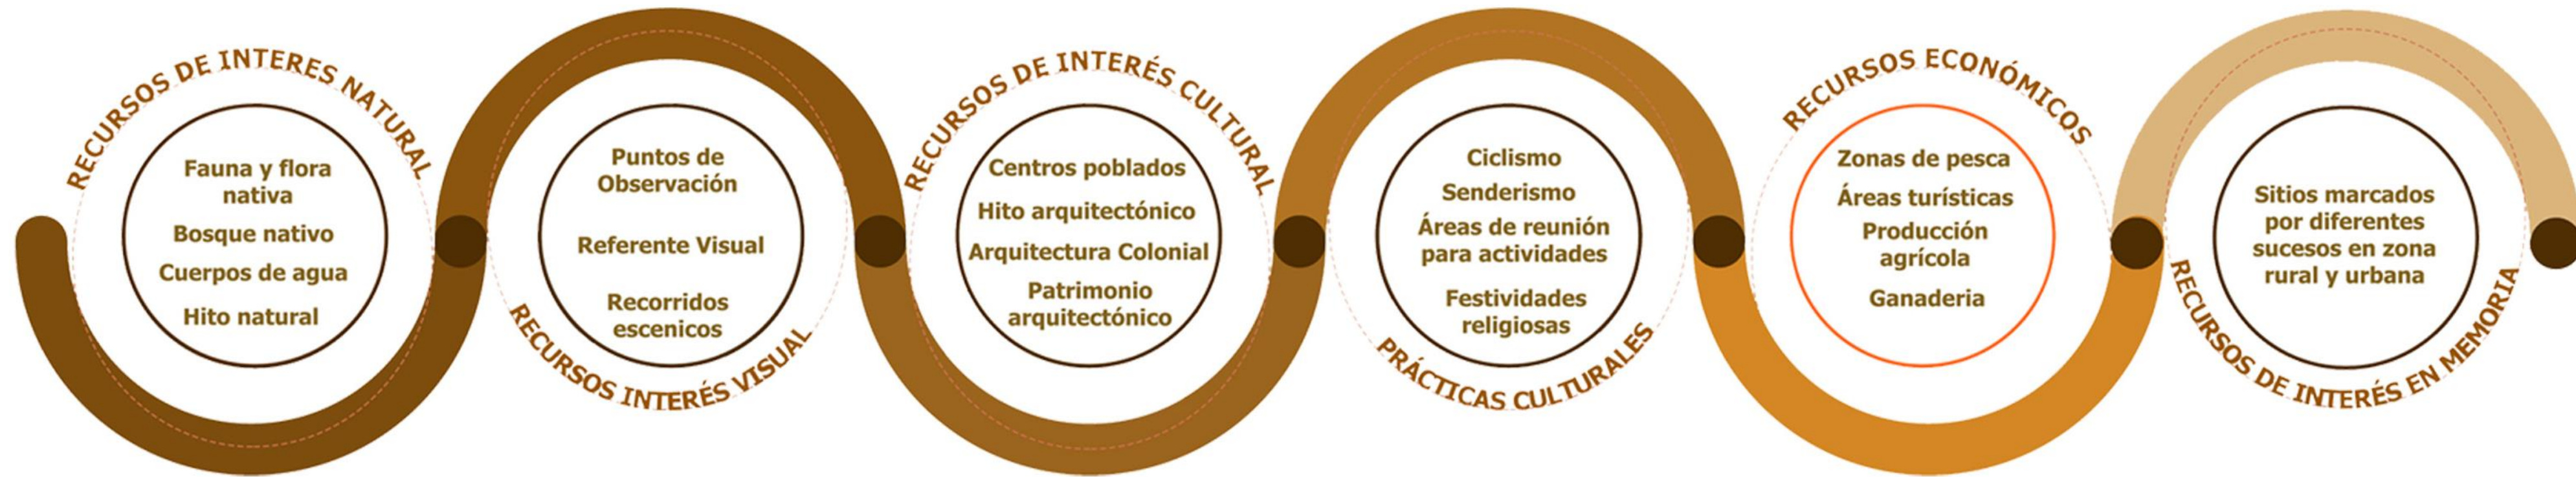 RECURSOS DE INTERES NATURAL
Fauna y flora
nativa
Bosque nativo
Cuerpos de agua
Hito natural
Puntos de
Observación
Referente Visual
Recorridos
escenicos
RECURSOS INTERÉS VISUAL
RECURSOS DE INTERÉS CULTURAL
Centros poblados
Hito arquitectónico
Arquitectura Colonial
Patrimonio
arquitectónico
Ciclismo
Senderismo
Áreas de reunión
para actividades
Festividades
religiosas
PRÁCTICAS CULTURALES
RECURSOS ECONÓMICOS
Zonas de pesca
Áreas turísticas
Producción
agrícola
Ganaderia
Sitios marcados
por diferentes
sucesos en zona
rural y urbana
RECURSOS DE INTERÉS EN MEMORIA